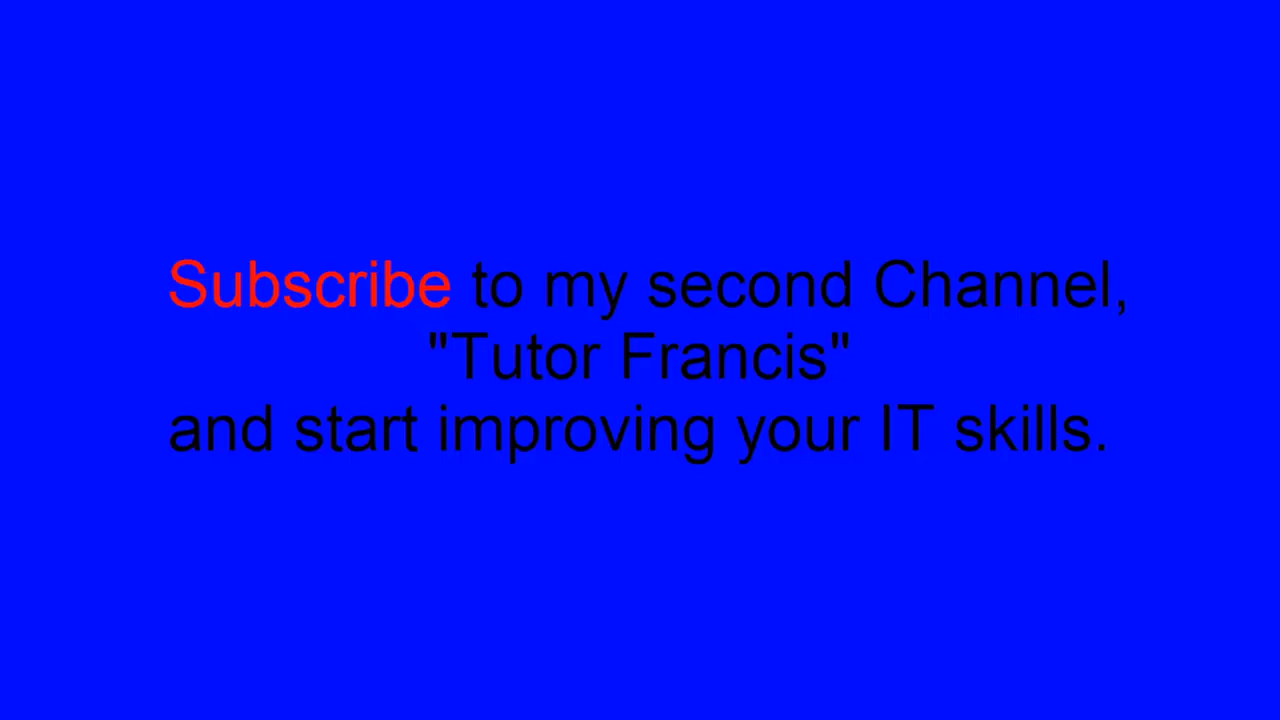 Subscribe to my second Channel,
"Tutor Francis"
and start improving your IT skills.